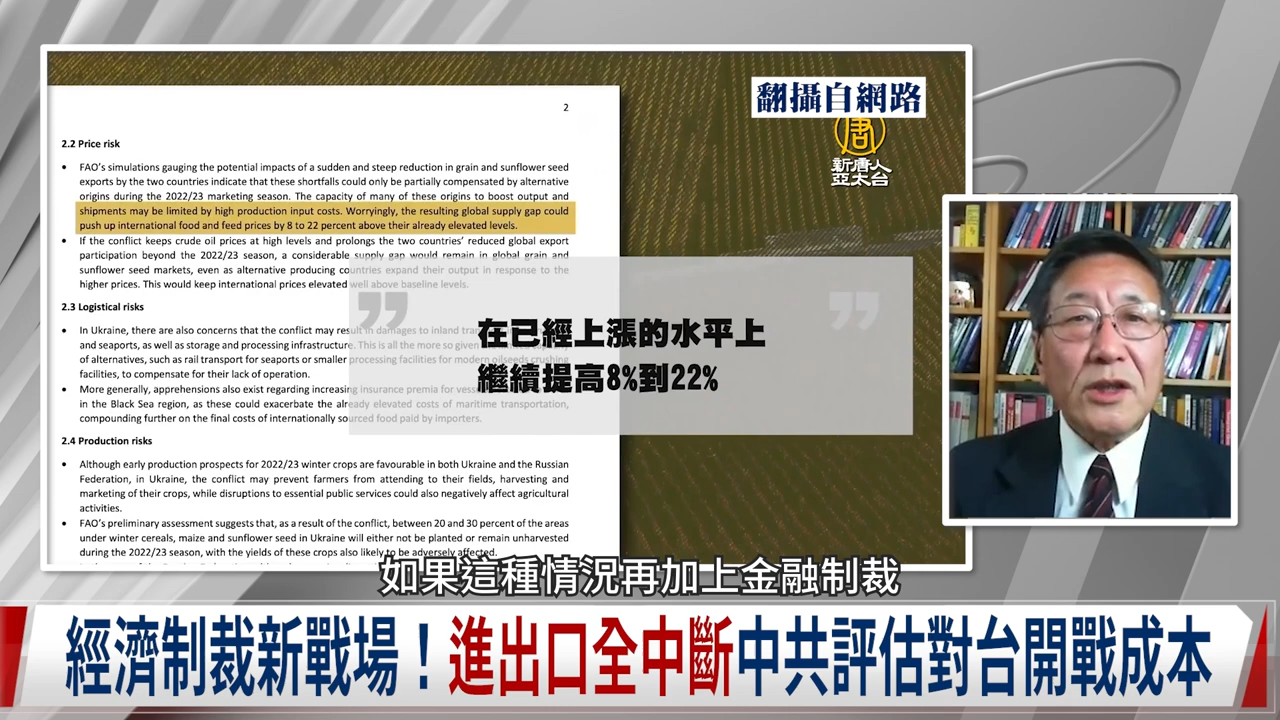 翻攝自網路
唐
新唐人
亞太台
2
2.2 Price risk
• FAO's simulations gauging the potential impacts of a sudden and steep reduction in grain and sunflower seed
exports by the two countries indicate that these shortfalls could only be partially compensated by alternative
origins during the 2022/23 marketing season. The capacity of many of these origins to boost output and
shipments may be limited by high production input costs. Worryingly, the resulting global supply gap could
push up international food and feed prices by 8 to 22 percent above their already elevated levels.
• If the conflict keeps crude oil prices at high levels and prolongs the two countries' reduced global export
participation beyond the 2022/23 season, a considerable supply gap would remain in global grain and
sunflower seed markets, even as alternative producing countries expand their output in response to the
higher prices. This would keep international prices elevated well above baseline levels.
2.3 Logistical risks
• In Ukraine, there are also concerns that the conflict may result in damages to inland
and seaports, as well as storage and processing infrastructure. This is all the more so given
of alternatives, such as rail transport for seaports or smaller processing facilities for modern oilseeds crushing
facilities, to compensate for their lack of operation.
• More generally, apprehensions also exist regarding increasing insurance premia for
in the Black Sea region, as these could exacerbate the already elevated costs of maritime transportation,
compounding further on the final costs of internationally sourced food paid by importers.
2.4 Production risks
• Although early production prospects for 2022/23 winter crops are favourable in both Ukraine and the Russian
Federation, in Ukraine, the conflict may prevent farmers from attending to their fields, harvesting and
marketing of their crops, while disruptions to essential public services could also negatively affect agricultural
activities.
• FAO's preliminary assessment suggests that, as a result of the conflict, between 20 and 30 percent of the areas
under winter cereals, maize and sunflower seed in Ukraine will either not be planted or remain unharvested
during the 2022/23 season, with the yields of these crops also likely to be adversely affected.
在已經上漲的水平上
繼續提高8%到22%
如果這種情況再加上金融制裁
經濟制裁新戰場！進出口全中斷中共評估對台開戰成本